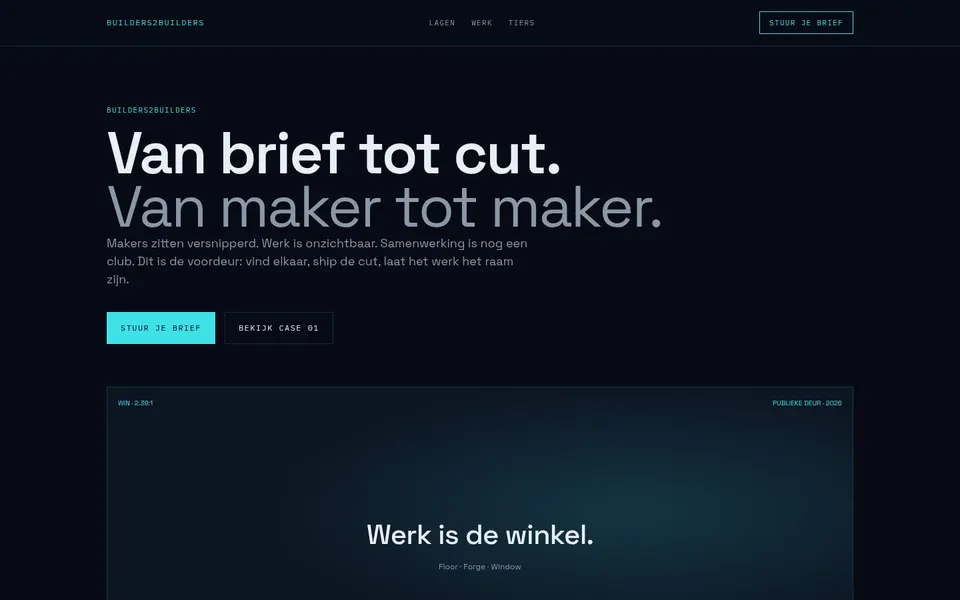 BUILDERS2BUILDERS
LAGEN WERK TIERS
STUUR JE BRIEF
BUILDERS2BUILDERS
Van brief tot cut.
Van maker tot maker.
Makers zitten versnipperd. Werk is onzichtbaar. Samenwerking is nog een
club. Dit is de voordeur: vind elkaar, ship de cut, laat het werk het raam
zijn.
STUUR JE BRIEF
BEKIJK CASE 01
WIN · 2.39:1
PUBLIEKE DEUR · 2026
Werk is de winkel.
Floor · Forge · Window